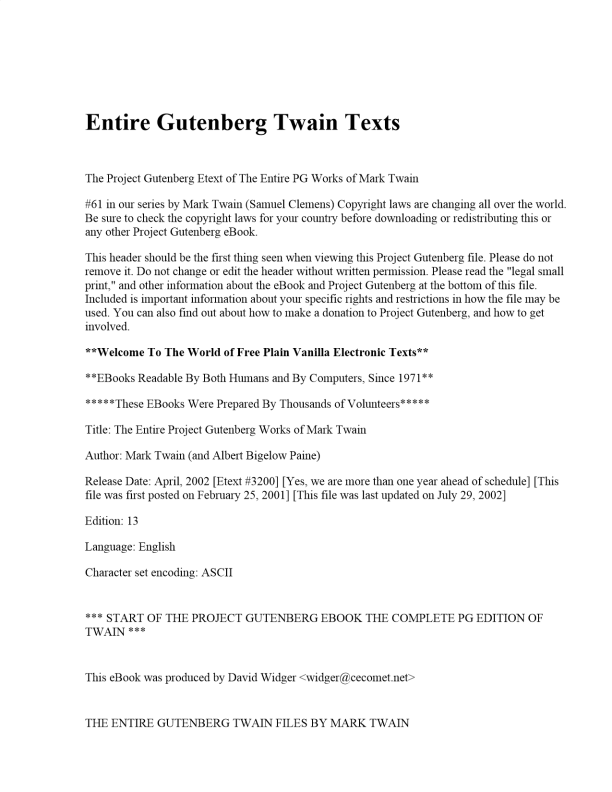 Entire Gutenberg Twain Texts
The Project Gutenberg Etext of The Entire PG Works of Mark Twain
#61 in our series by Mark Twain (Samuel Clemens) Copyright laws are changing all over the world.
Be sure to check the copyright laws for your country before downloading or redistributing this or
any other Project Gutenberg eBook.
This header should be the first thing seen when viewing this Project Gutenberg file. Please do not
remove it. Do not change or edit the header without written permission. Please read the "legal small
print," and other information about the eBook and Project Gutenberg at the bottom of this file.
Included is important information about your specific rights and restrictions in how the file may be
used. You can also find out about how to make a donation to Project Gutenberg, and how to get
involved.
**Welcome To The World of Free Plain Vanilla Electronic Texts**
**EBooks Readable By Both Humans and By Computers, Since 1971**
*****These EBooks Were Prepared By Thousands of Volunteers*****
Title: The Entire Project Gutenberg Works of Mark Twain
Author: Mark Twain (and Albert Bigelow Paine)
Release Date: April, 2002 [Etext #3200] [Yes, we are more than one year ahead of schedule] [This
file was first posted on February 25, 2001] [This file was last updated on July 29, 2002]
Edition: 13
Language: English
Character set encoding: ASCII
*** START OF THE PROJECT GUTENBERG EBOOK THE COMPLETE PG EDITION OF
TWAIN ***
This eBook was produced by David Widger <widger@cecomet.net>
THE ENTIRE GUTENBERG TWAIN FILES BY MARK TWAIN